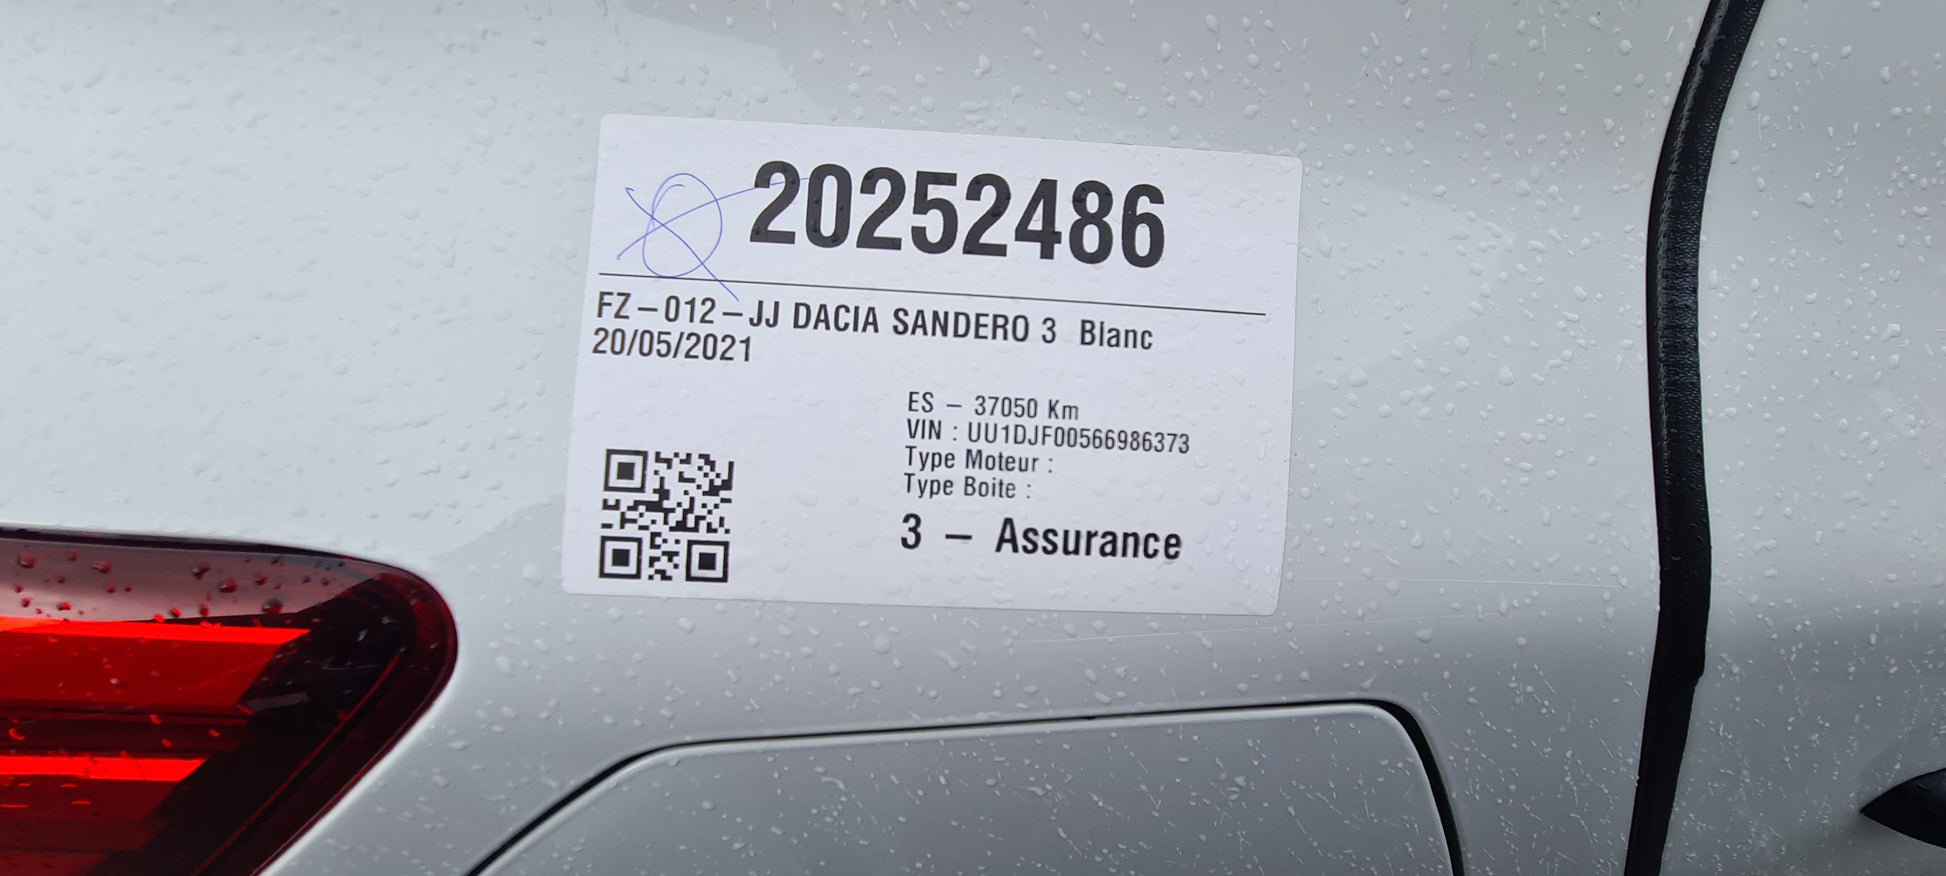 20252486
FZ-012-JJ DACIA SANDERO 3 Blanc
20/05/2021
ES - 37050 Km
VIN : UU1DJF00566986373
Type Moteur :
Type Boite :
3 - Assurance